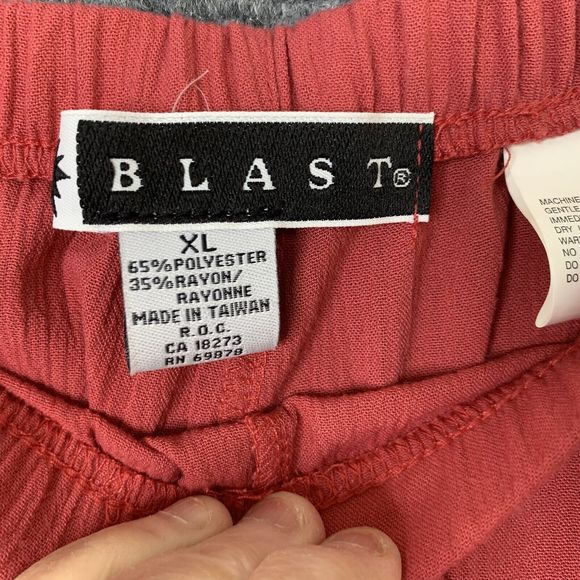 BLAST®
XL
65%POLYESTER
35%RAYON/
RAYONNE
MADE IN TAIWAN
R.O.C.
CA 18273
RN 69878
MACHINE
GENTLE
IMMED
DRY
WAR
NO
DO
DO